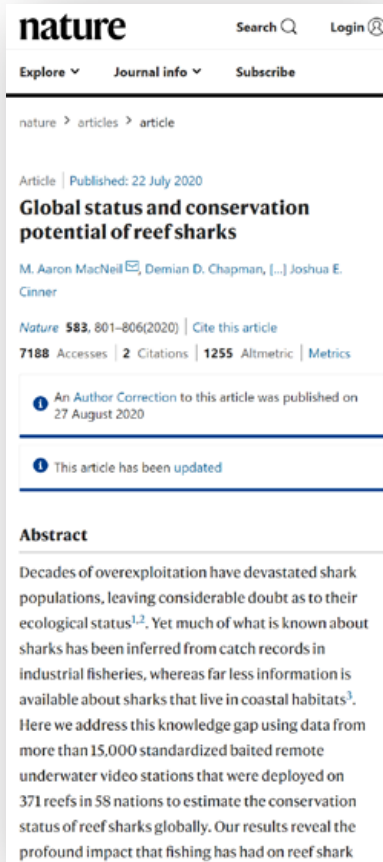 nature Search Login
Explore Journal info Subscribe
nature > articles > article
Article | Published: 22 July 2020
Global status and conservation
potential of reef sharks
M. Aaron MacNeil, Demian D. Chapman, [...] Joshua E.
Cinner
Nature 583, 801–806(2020) | Cite this article
7188 Accesses | 2 Citations | 1255 Altmetric | Metrics
An Author Correction to this article was published on
27 August 2020
This article has been updated
Abstract
Decades of overexploitation have devastated shark
populations, leaving considerable doubt as to their
ecological status1,2. Yet much of what is known about
sharks has been inferred from catch records in
industrial fisheries, whereas far less information is
available about sharks that live in coastal habitats3.
Here we address this knowledge gap using data from
more than 15,000 standardized baited remote
underwater video stations that were deployed on
371 reefs in 58 nations to estimate the conservation
status of reef sharks globally. Our results reveal the
profound impact that fishing has had on reef shark